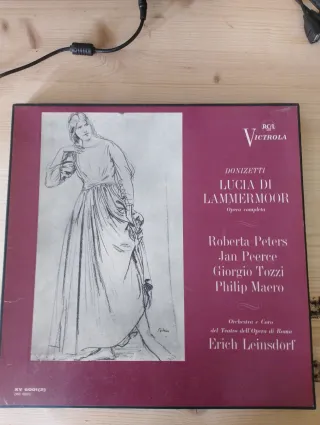 RCA
VICTROLA
DONIZETTI
LUCIA DI
LAMMERMOOR
Opera completa
Roberta Peters
Jan Peerce
Giorgio Tozzi
Philip Maero
Orchestra e Coro
del Teatro dell'Opera di Roma
Erich Leinsdorf